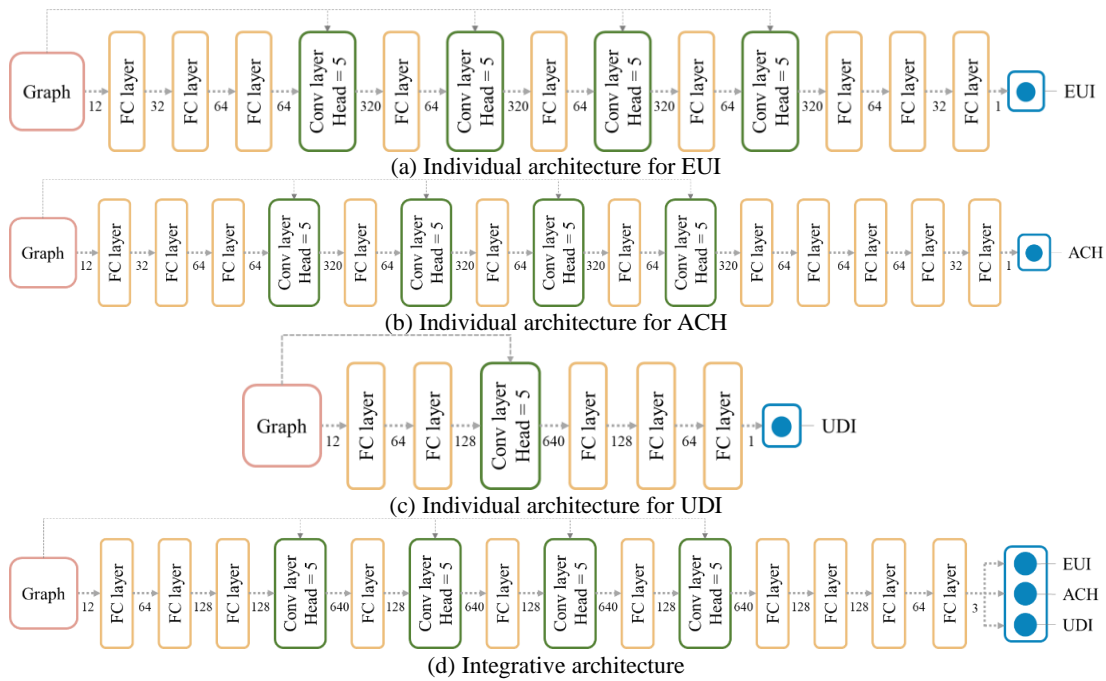 Graph
12
FC layer
32
FC layer
64
FC layer
64
Conv layer
Head = 5
320
FC layer
64
Conv layer
Head = 5
320
FC layer
64
Conv layer
Head = 5
320
FC layer
64
Conv layer
Head = 5
320
FC layer
64
FC layer
32
FC layer
1
EUI
(a) Individual architecture for EUI
Graph
12
FC layer
32
FC layer
64
FC layer
64
Conv layer
Head = 5
320
FC layer
64
Conv layer
Head = 5
320
FC layer
64
Conv layer
Head = 5
320
FC layer
64
Conv layer
Head = 5
320
FC layer
64
FC layer
64
FC layer
64
FC layer
32
FC layer
1
ACH
(b) Individual architecture for ACH
Graph
12
FC layer
64
FC layer
128
Conv layer
Head = 5
640
FC layer
128
FC layer
64
FC layer
1
UDI
(c) Individual architecture for UDI
Graph
12
FC layer
64
FC layer
128
FC layer
128
Conv layer
Head = 5
640
FC layer
128
Conv layer
Head = 5
640
FC layer
128
Conv layer
Head = 5
640
FC layer
128
Conv layer
Head = 5
640
FC layer
128
FC layer
128
FC layer
64
FC layer
3
EUI
ACH
UDI
(d) Integrative architecture